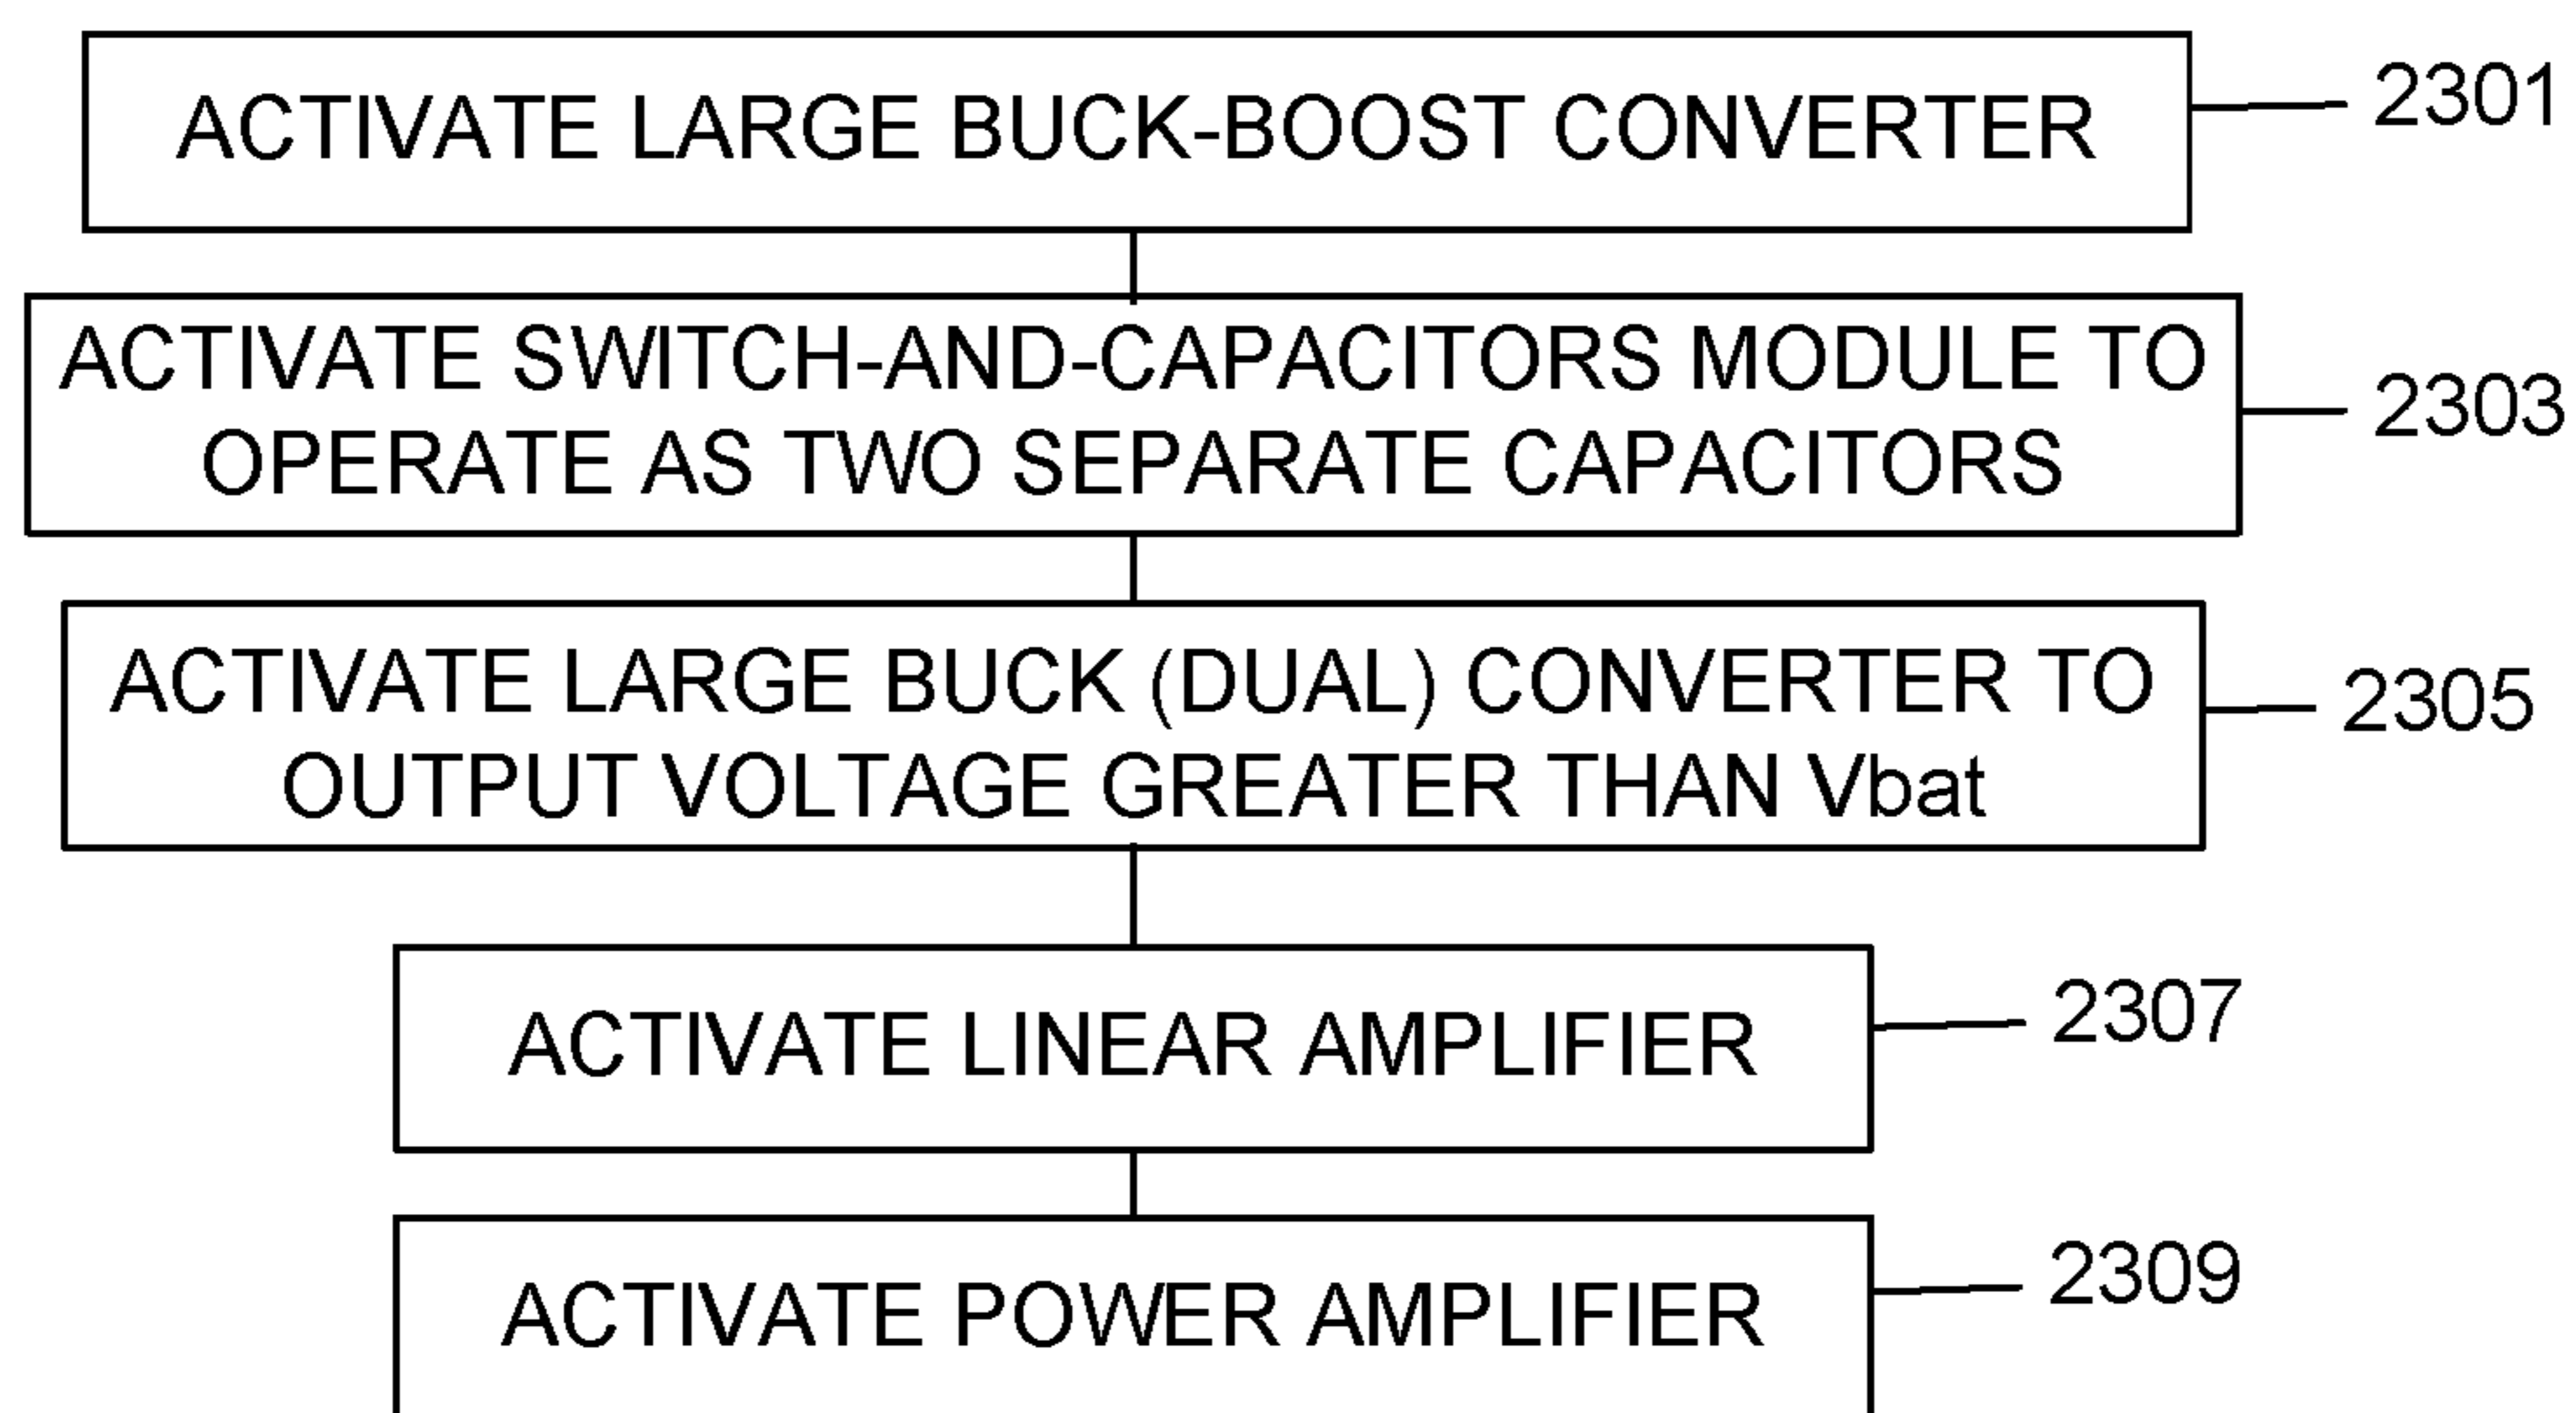 ACTIVATE LARGE BUCK-BOOST CONVERTER
2301
ACTIVATE SWITCH-AND-CAPACITORS MODULE TO
OPERATE AS TWO SEPARATE CAPACITORS
2303
ACTIVATE LARGE BUCK (DUAL) CONVERTER TO
OUTPUT VOLTAGE GREATER THAN Vbat
2305
ACTIVATE LINEAR AMPLIFIER
2307
ACTIVATE POWER AMPLIFIER
2309